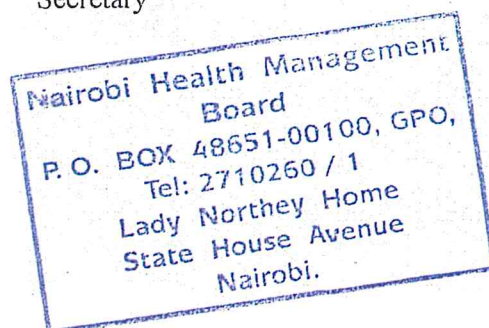 Secretary
Nairobi Health Management
Board
P. O. BOX 48651-00100, GPO,
Tel: 2710260 / 1
Lady Northey Home
State House Avenue
Nairobi.